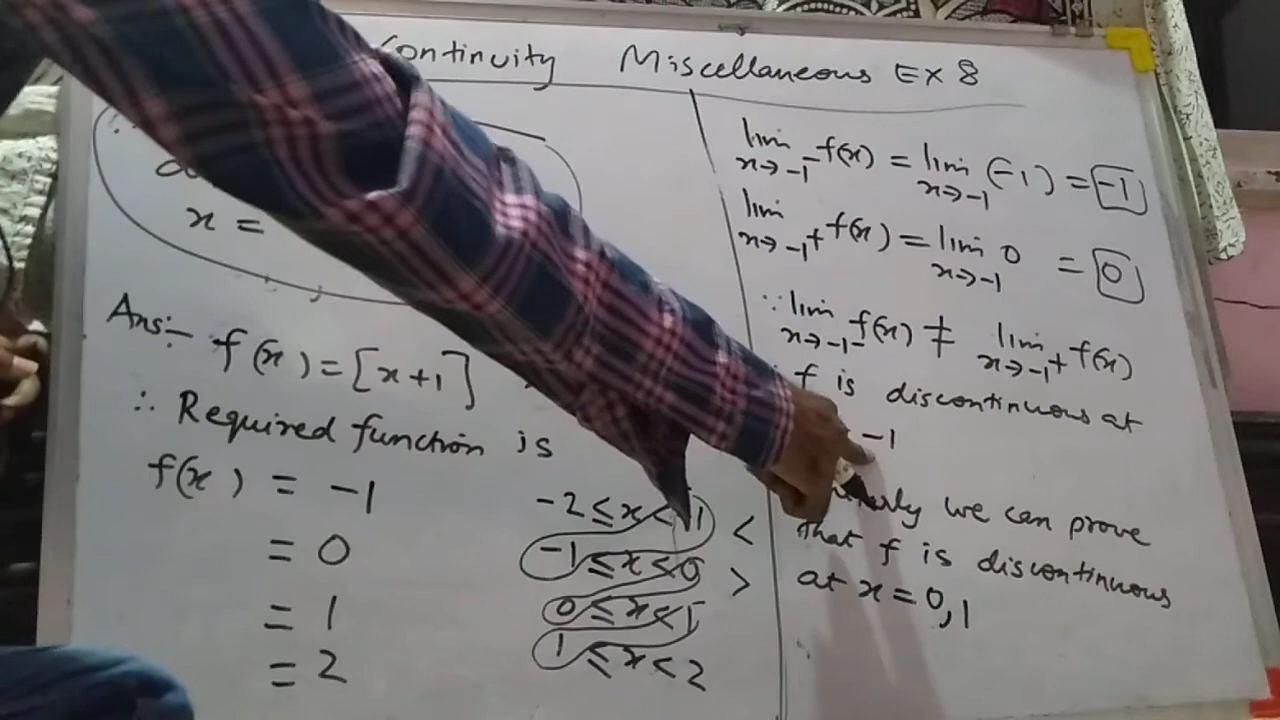 Continuity Miscellaneous EX 8
x =
Ans:- f(x) = [x+1]
∴ Required function is
f(x) = -1 -2 ≤ x < -1 <
= 0 -1 ≤ x < 0 >
= 1 0 ≤ x < 1
= 2 1 ≤ x < 2
lim x→-1⁻ f(x) = lim x→-1 (-1) = -1
lim x→-1⁺ f(x) = lim x→-1 0 = 0
∵ lim x→-1⁻ f(x) ≠ lim x→-1⁺ f(x)
f is discontinuous at
-1
we can prove
that f is discontinuous
at x = 0, 1